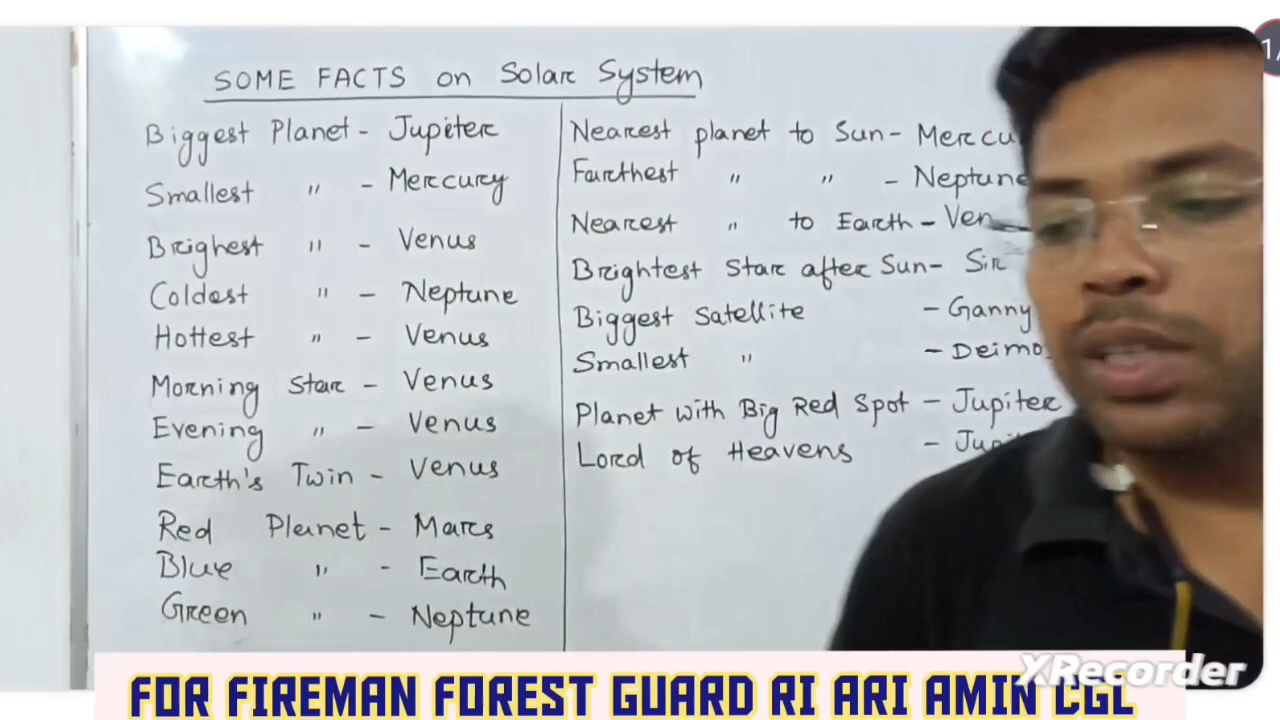 SOME FACTS on Solar System
Biggest Planet - Jupiter
Smallest " - Mercury
Brighest " - Venus
Coldest " - Neptune
Hottest " - Venus
Morning Star - Venus
Evening " - Venus
Earth's Twin - Venus
Red Planet - Mars
Blue " - Earth
Green " - Neptune
Nearest planet to Sun - Mercu
Farthest " " - Neptune
Nearest " to Earth - Ven
Brightest Star after Sun - Sir
Biggest Satellite - Ganny
Smallest " - Deimo
Planet with Big Red Spot - Jupiter
Lord of Heavens - Jup
XRecorder
FOR FIREMAN FOREST GUARD RI ARI AMIN CGL